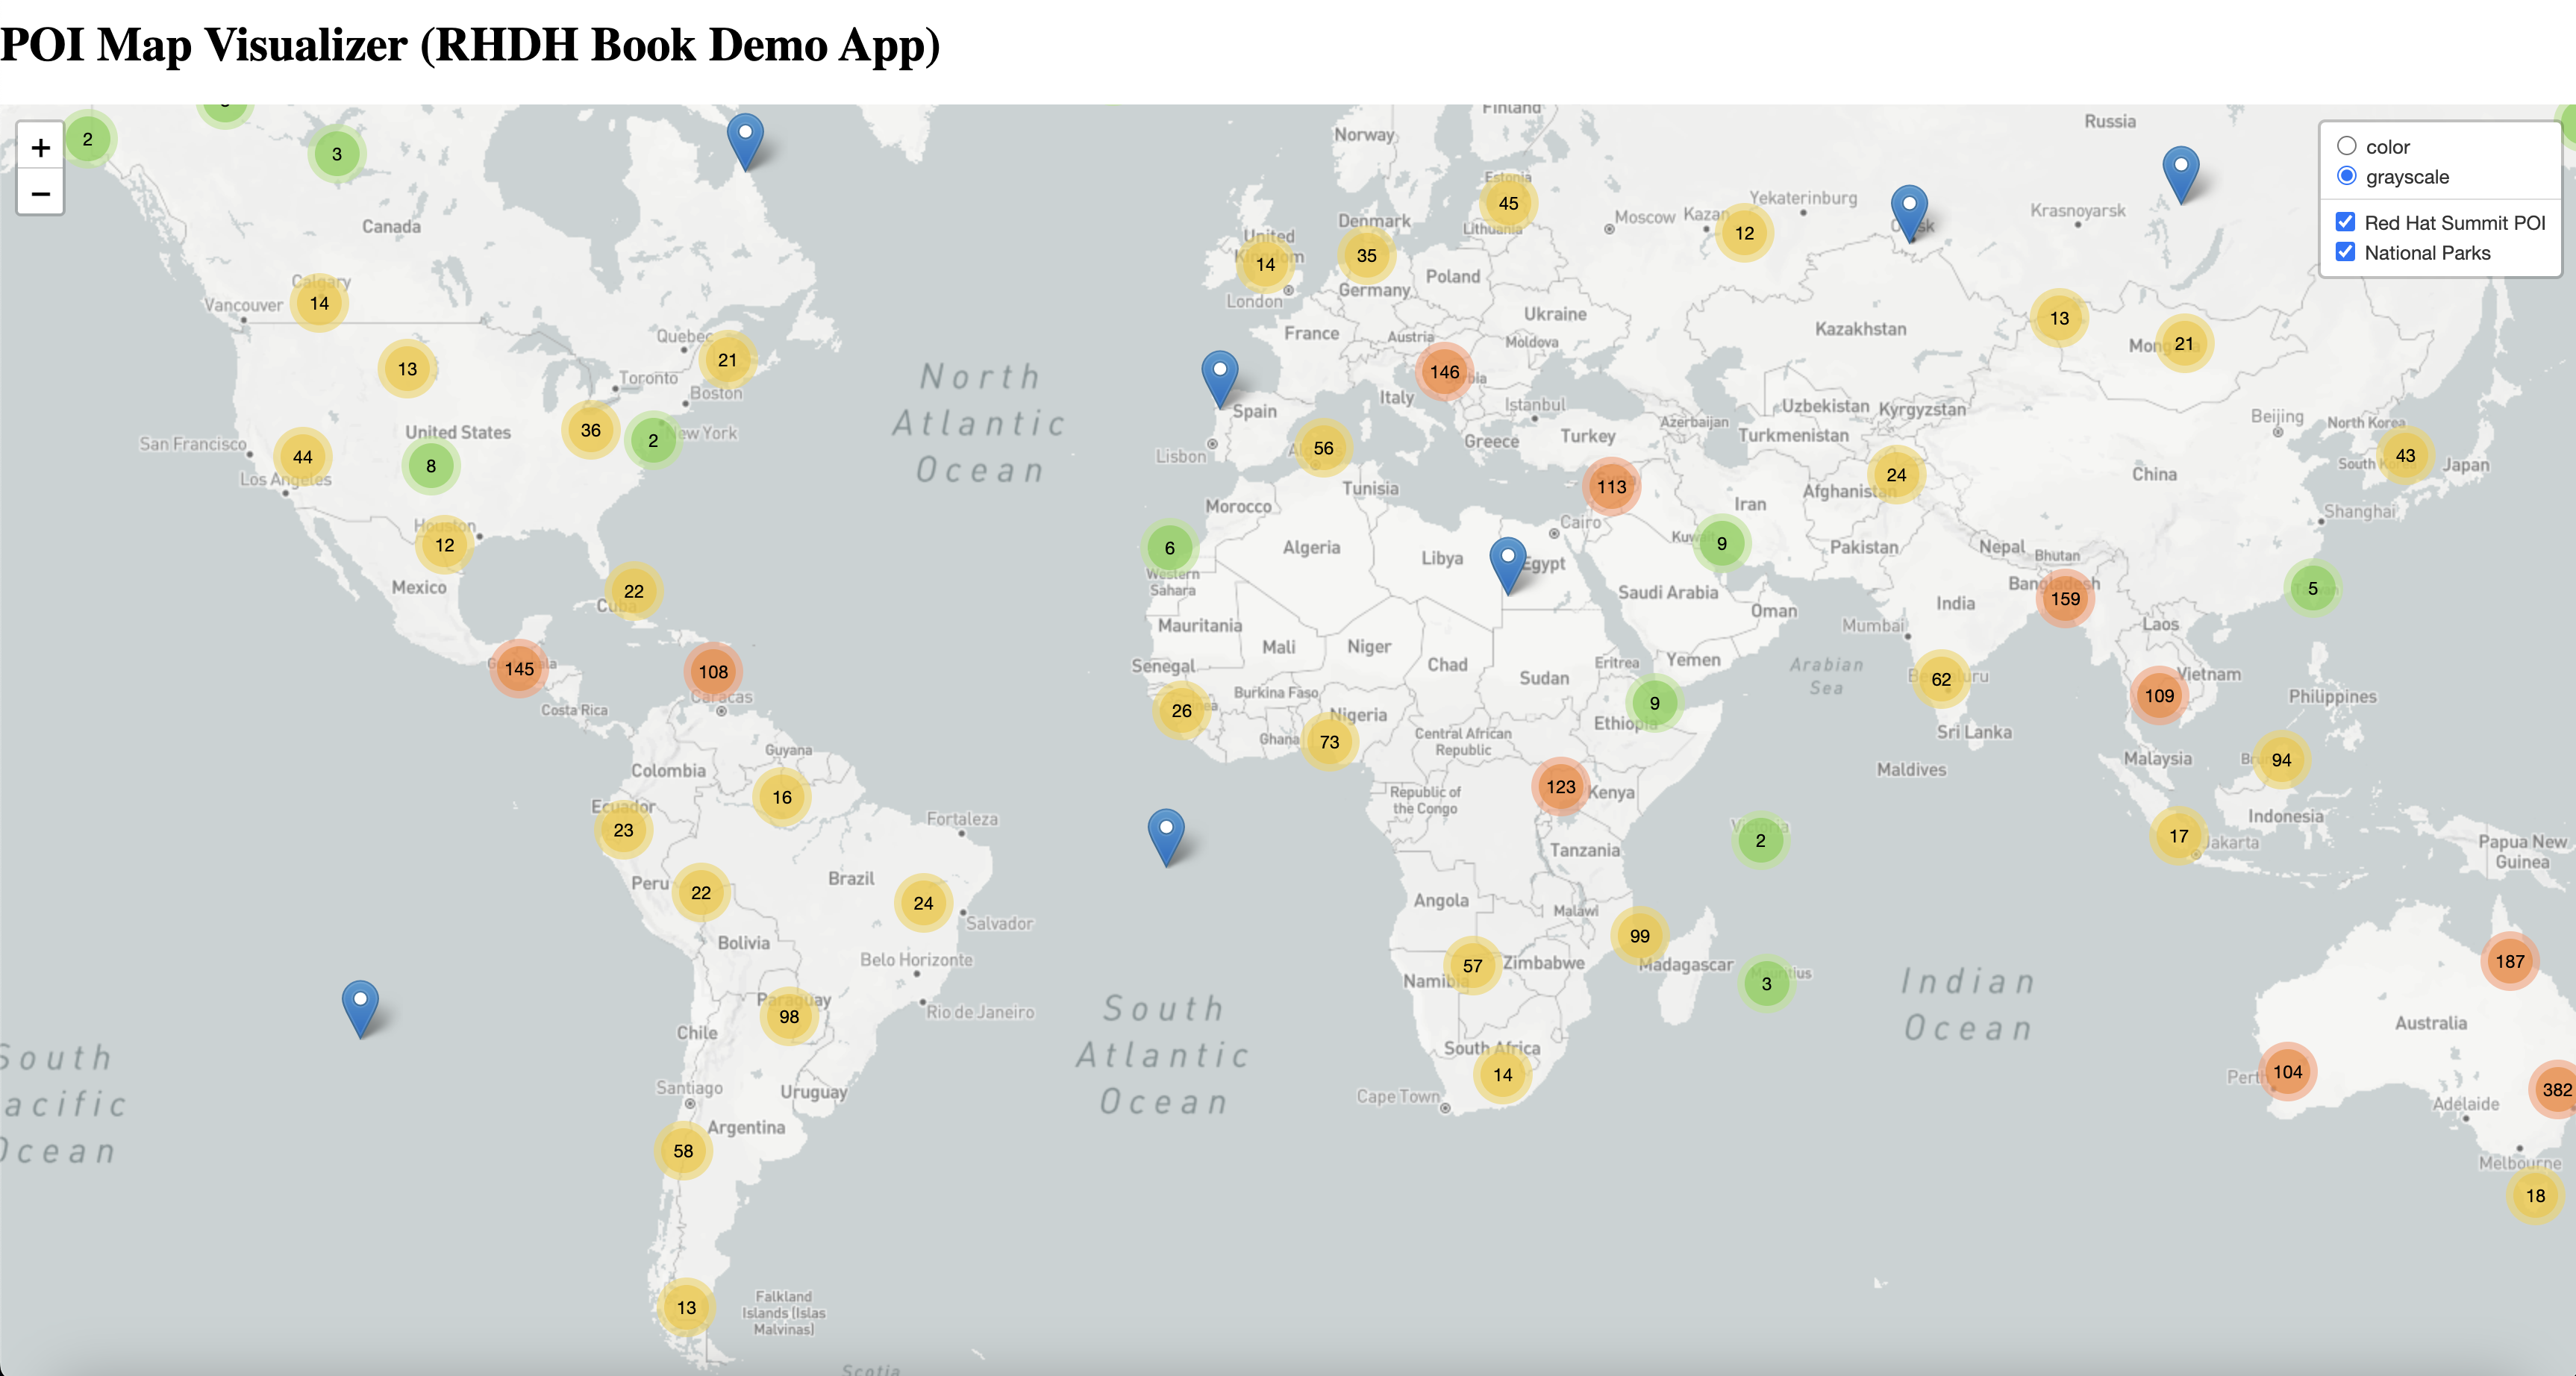 POI Map Visualizer (RHDH Book Demo App)
+
−
color
grayscale
Red Hat Summit POI
National Parks
2
3
Canada
Calgary
14
Vancouver
13
Quebec
21
Toronto
Boston
United States
36
2
New York
San Francisco
44
8
Los Angeles
Houston
12
Mexico
22
Cuba
145
108
Caracas
Costa Rica
Guyana
Colombia
16
Ecuador
23
Fortaleza
Peru
22
Brazil
24
Salvador
Bolivia
Belo Horizonte
Paraguay
98
Rio de Janeiro
Chile
Santiago
Uruguay
Argentina
58
13
Falkland
Islands (Islas
Malvinas)
Scotia
South
acific
Ocean
North
Atlantic
Ocean
South
Atlantic
Ocean
Finland
Norway
Russia
Estonia
45
Lithuania
Denmark
35
United
Kingdom
14
London
Germany
Poland
Moscow
Kazan
Yekaterinburg
12
Krasnoyarsk
France
Ukraine
Austria
Moldova
146
Kazakhstan
13
21
Spain
Italy
Istanbul
Lisbon
56
Greece
Turkey
Azerbaijan
Uzbekistan
Kyrgyzstan
Turkmenistan
Beijing
North Korea
43
Japan
Tunisia
113
Iran
Afghanistan
24
China
Morocco
Cairo
Shanghai
6
Algeria
Libya
Egypt
9
Pakistan
Nepal
Bhutan
Western
Sahara
Saudi Arabia
Oman
Bangladesh
159
5
India
Mauritania
Mali
Niger
Mumbai
Laos
Senegal
Chad
Sudan
Eritrea
Yemen
Arabian
Sea
62
109
Vietnam
Philippines
26
Burkina Faso
Nigeria
9
Ethiopia
Ghana
73
Central African
Republic
Sri Lanka
Malaysia
94
Maldives
123
Kenya
Republic of
the Congo
Indonesia
2
17
Jakarta
Tanzania
Papua New
Guinea
Angola
Malawi
99
57
Zimbabwe
Madagascar
Namibia
3
Indian
Ocean
187
Australia
South Africa
14
Cape Town
Perth
104
382
Adelaide
Melbourne
18